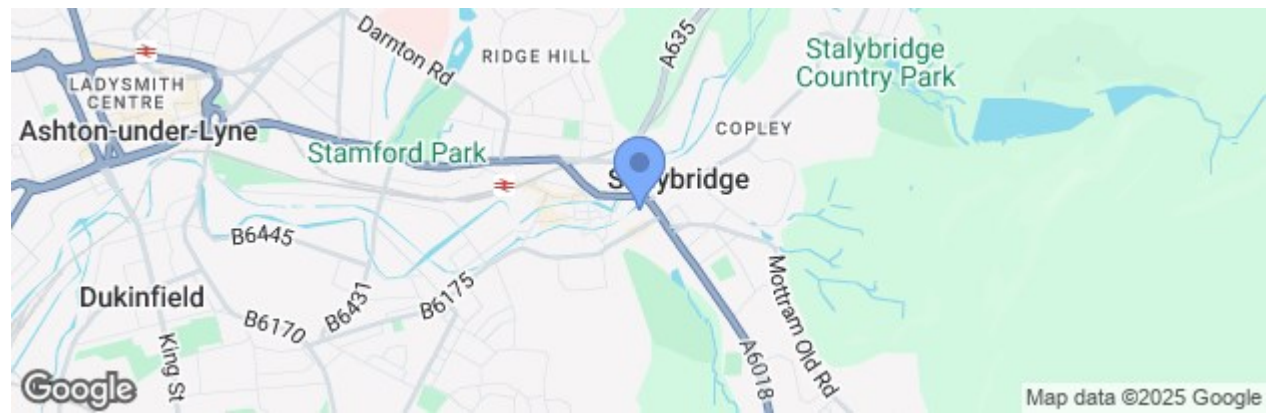 Darnton Rd
RIDGE HILL
A635
Stalybridge
Country Park
LADYSMITH
CENTRE
Ashton-under-Lyne
COPLEY
Stamford Park
Stalybridge
B6445
B6431
B6175
Dukinfield
B6170
King St
Mottram Old Rd
A6018
Google
Map data ©2025 Google